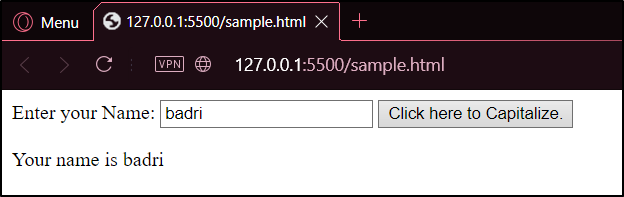 Menu
127.0.0.1:5500/sample.html
VPN
127.0.0.1:5500/sample.html
Enter your Name: badri Click here to Capitalize.
Your name is badri